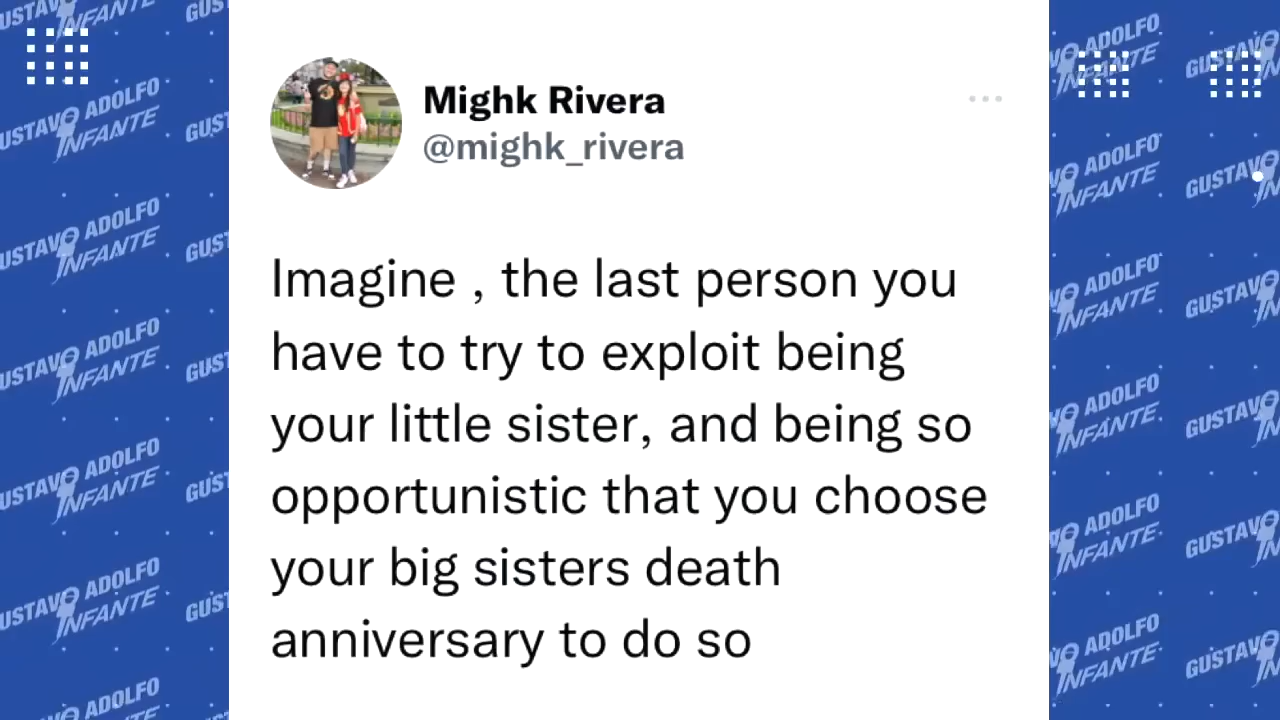 Mighk Rivera
@mighk_rivera
Imagine , the last person you
have to try to exploit being
your little sister, and being so
opportunistic that you choose
your big sisters death
anniversary to do so
GUSTAVO ADOLFO
INFANTE